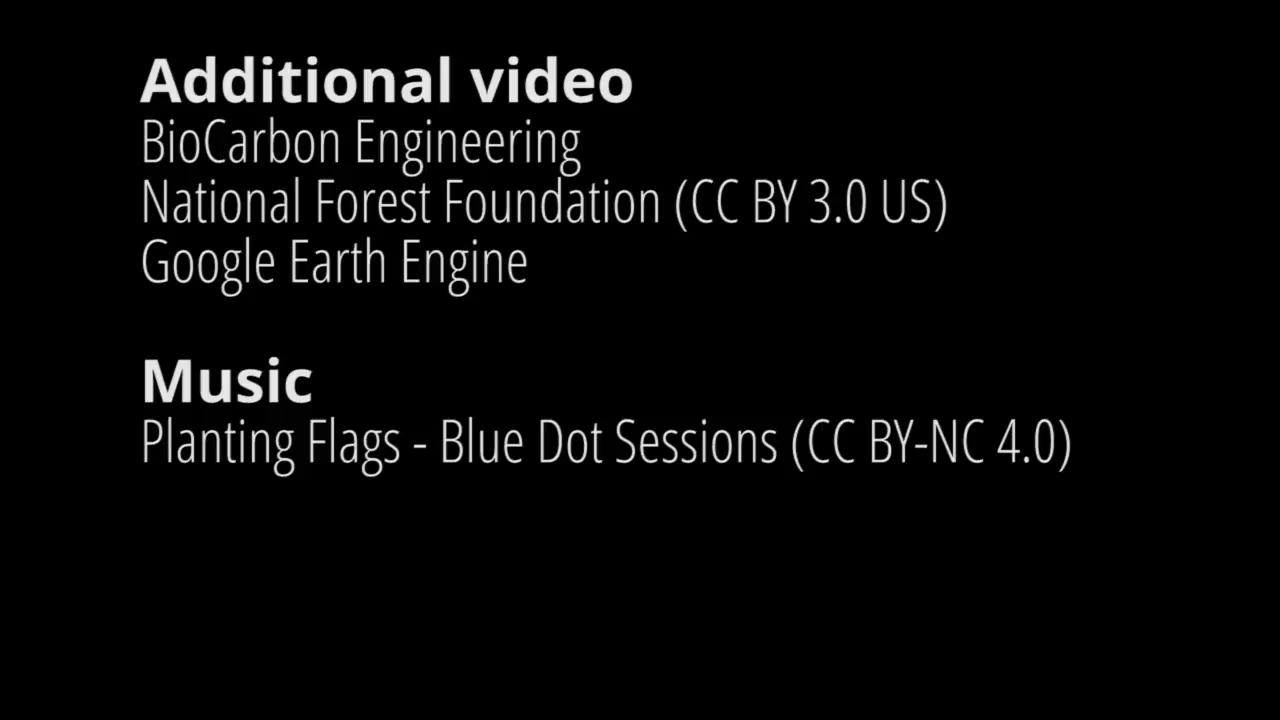 Additional video
BioCarbon Engineering
National Forest Foundation (CC BY 3.0 US)
Google Earth Engine
Music
Planting Flags - Blue Dot Sessions (CC BY-NC 4.0)